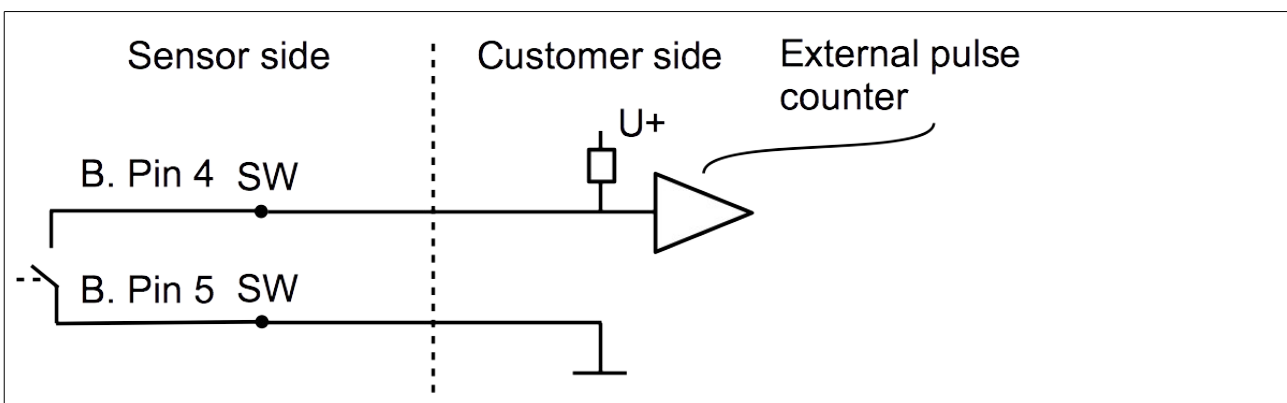 Sensor side
Customer side
External pulse
counter
U+
B. Pin 4 SW
B. Pin 5 SW